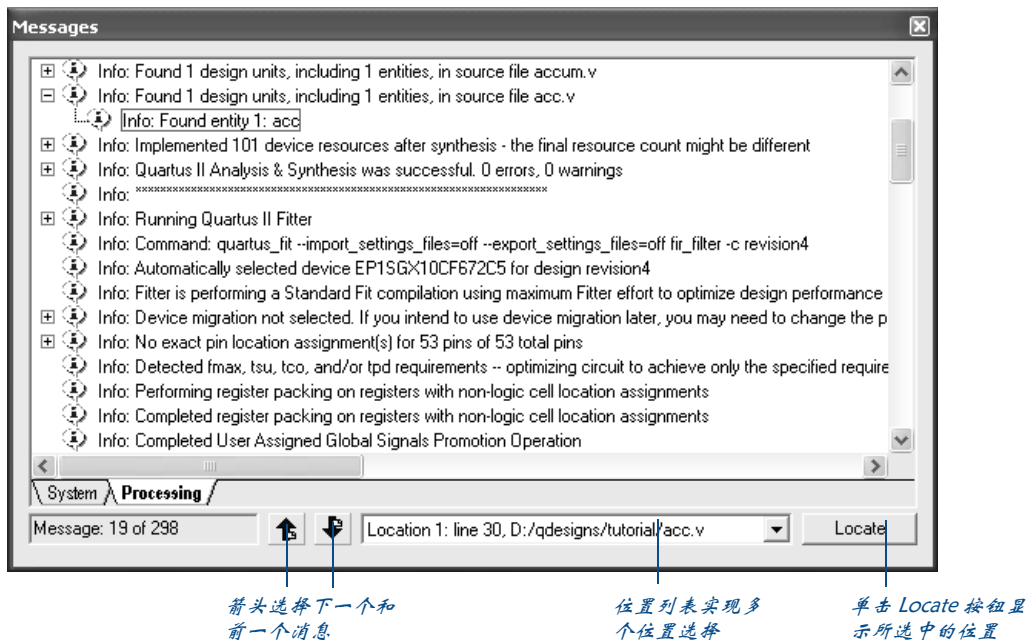 Messages
Info: Found 1 design units, including 1 entities, in source file accum.v
Info: Found 1 design units, including 1 entities, in source file acc.v
Info: Found entity 1: acc
Info: Implemented 101 device resources after synthesis - the final resource count might be different
Info: Quartus II Analysis & Synthesis was successful. 0 errors, 0 warnings
Info: *******************************************************************
Info: Running Quartus II Fitter
Info: Command: quartus_fit --import_settings_files=off --export_settings_files=off fir_filter -c revision4
Info: Automatically selected device EP1SGX10CF672C5 for design revision4
Info: Fitter is performing a Standard Fit compilation using maximum Fitter effort to optimize design performance
Info: Device migration not selected. If you intend to use device migration later, you may need to change the p
Info: No exact pin location assignment(s) for 53 pins of 53 total pins
Info: Detected fmax, tsu, tco, and/or tpd requirements -- optimizing circuit to achieve only the specified require
Info: Performing register packing on registers with non-logic cell location assignments
Info: Completed register packing on registers with non-logic cell location assignments
Info: Completed User Assigned Global Signals Promotion Operation
System Processing
Message: 19 of 298 Location 1: line 30, D:/qdesigns/tutorial/acc.v Locate
箭头选择下一个和 位置列表实现多 单击 Locate 按钮显
前一个消息 个位置选择 示所选中的位置